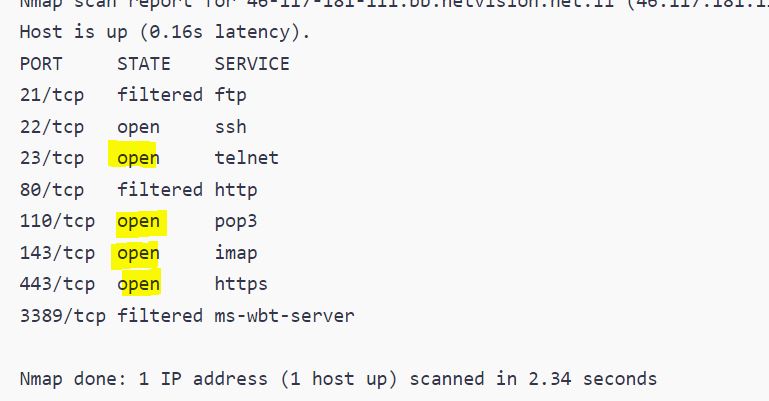 Nmap scan report for 46-117-181-111.bb.netvision.net.il (46.117.181.1
Host is up (0.16s latency).
PORT STATE SERVICE
21/tcp filtered ftp
22/tcp open ssh
23/tcp open telnet
80/tcp filtered http
110/tcp open pop3
143/tcp open imap
443/tcp open https
3389/tcp filtered ms-wbt-server
Nmap done: 1 IP address (1 host up) scanned in 2.34 seconds